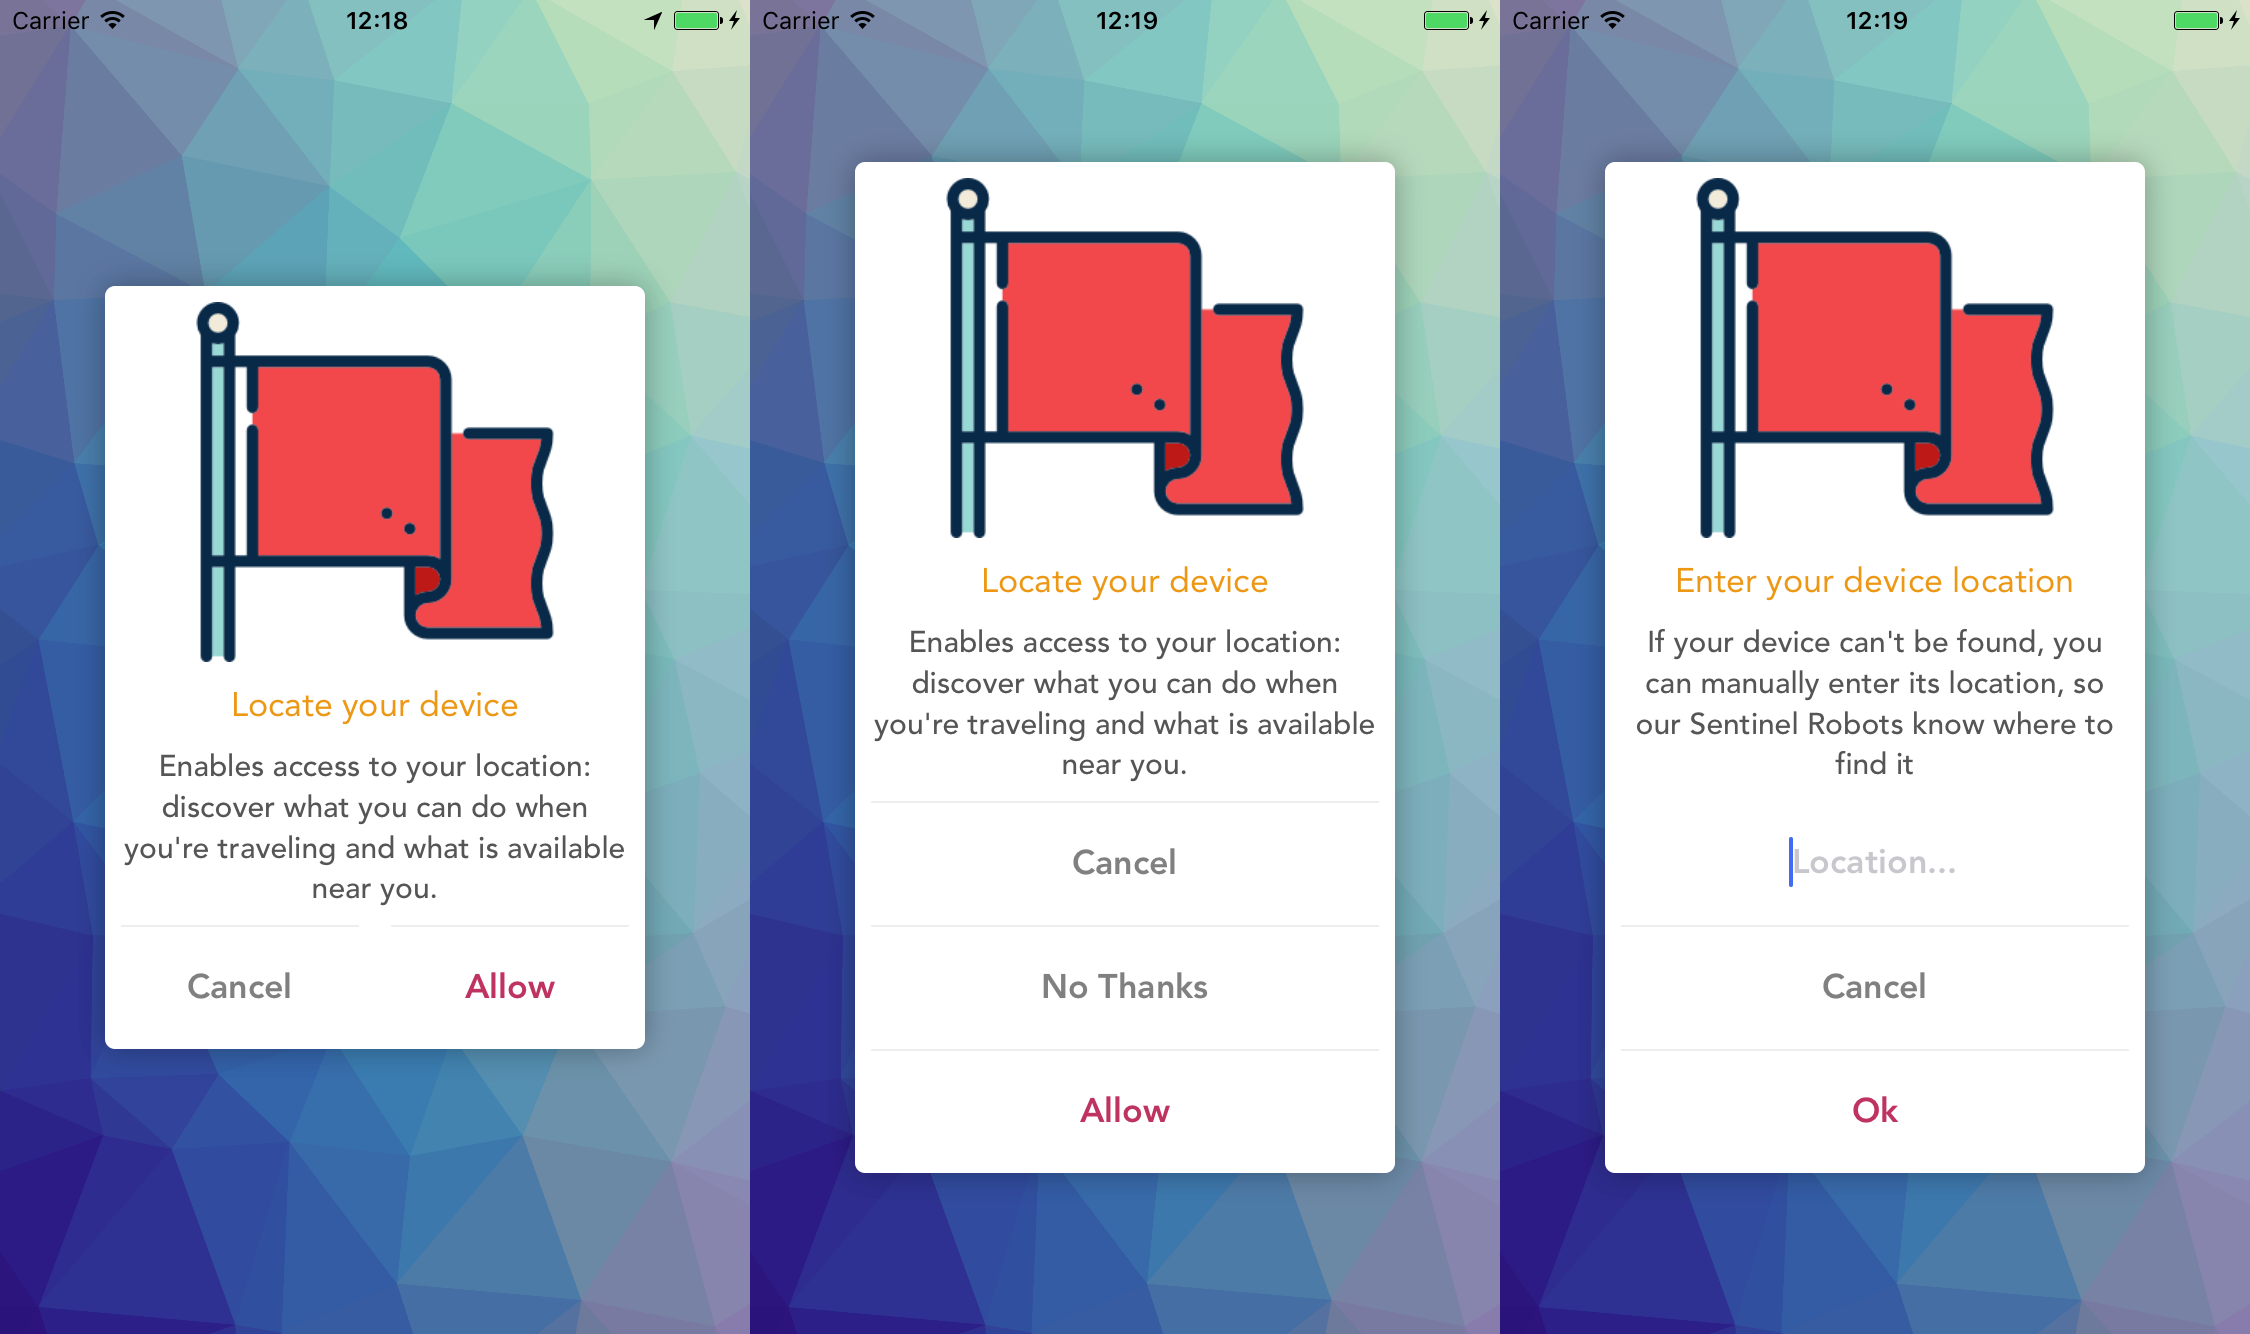 Carrier 12:18
Locate your device
Enables access to your location:
discover what you can do when
you're traveling and what is available
near you.
Cancel Allow
Carrier 12:19
Locate your device
Enables access to your location:
discover what you can do when
you're traveling and what is available
near you.
Cancel
No Thanks
Allow
Carrier 12:19
Enter your device location
If your device can't be found, you
can manually enter its location, so
our Sentinel Robots know where to
find it
Location...
Cancel
Ok